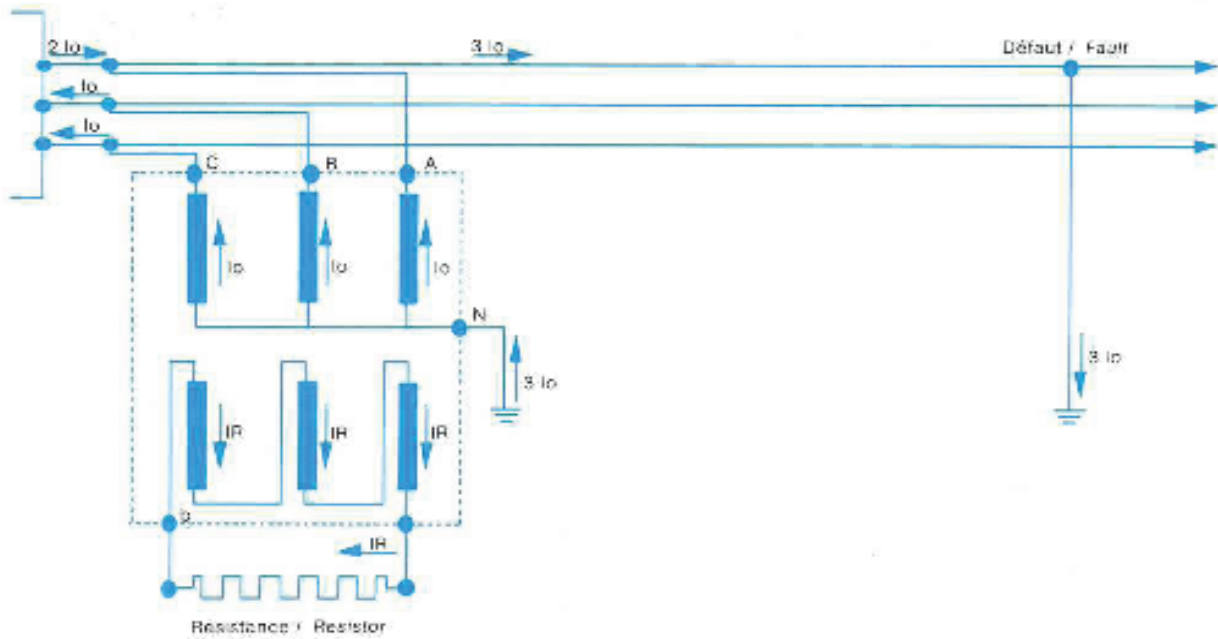 2 Io
3 Io
Défaut / Fault
Io
Io
C
B
A
Io
Io
Io
N
3 Io
3 Io
IR
IR
IR
b
IR
Résistance / Resistor